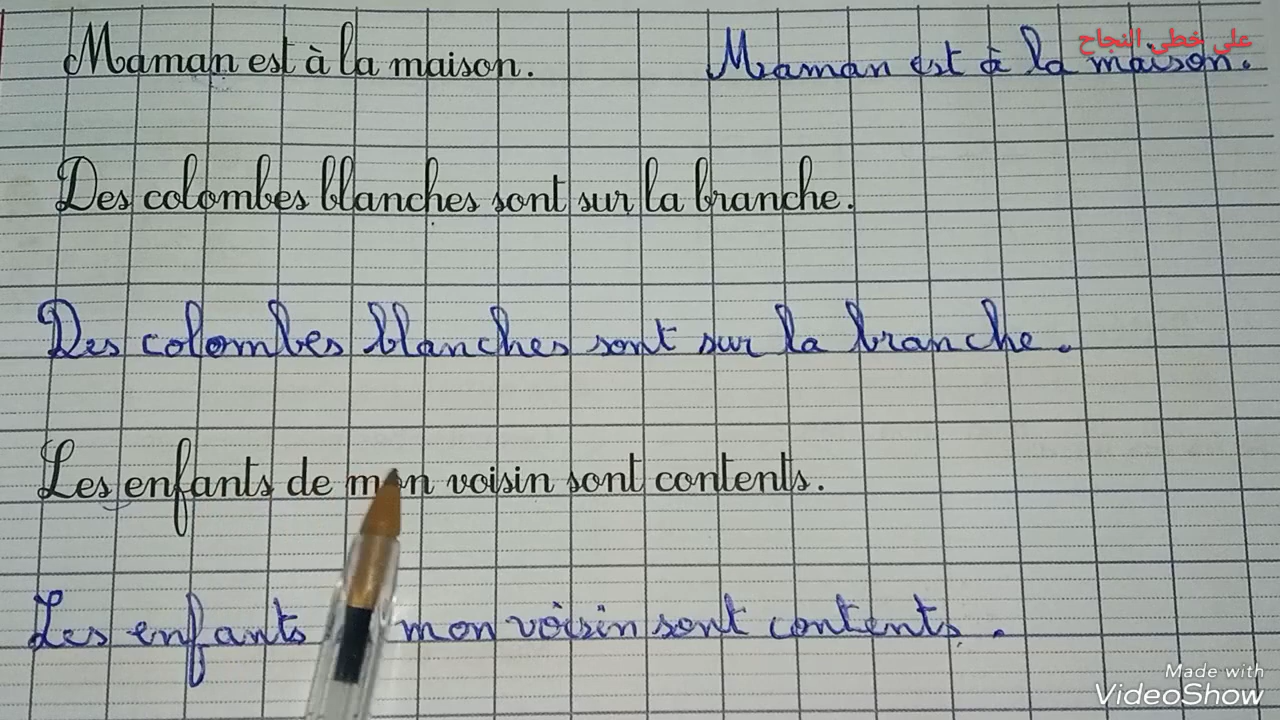 Maman est à la maison. Maman est à la maison.
على خطى النجاح
Des colombes blanches sont sur la branche.
Des colombes blanches sont sur la branche.
Les enfants de mon voisin sont contents.
Les enfants mon voisin sont contents.
Made with
VideoShow